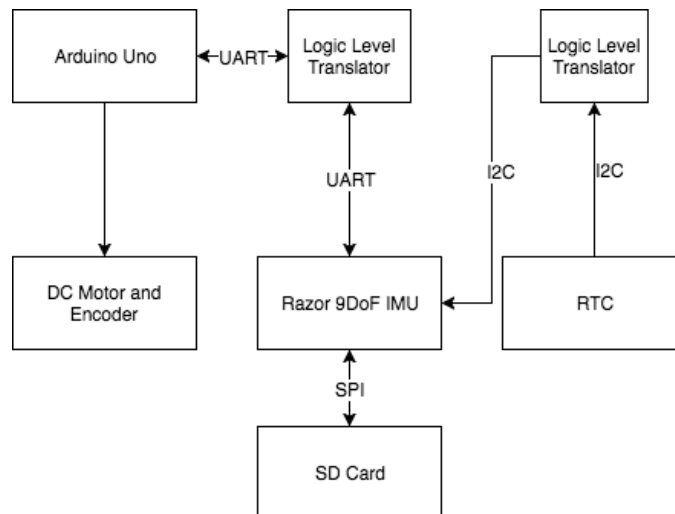 Arduino Uno
UART
Logic Level
Translator
Logic Level
Translator
UART
I2C
I2C
DC Motor and
Encoder
Razor 9DoF IMU
RTC
SPI
SD Card